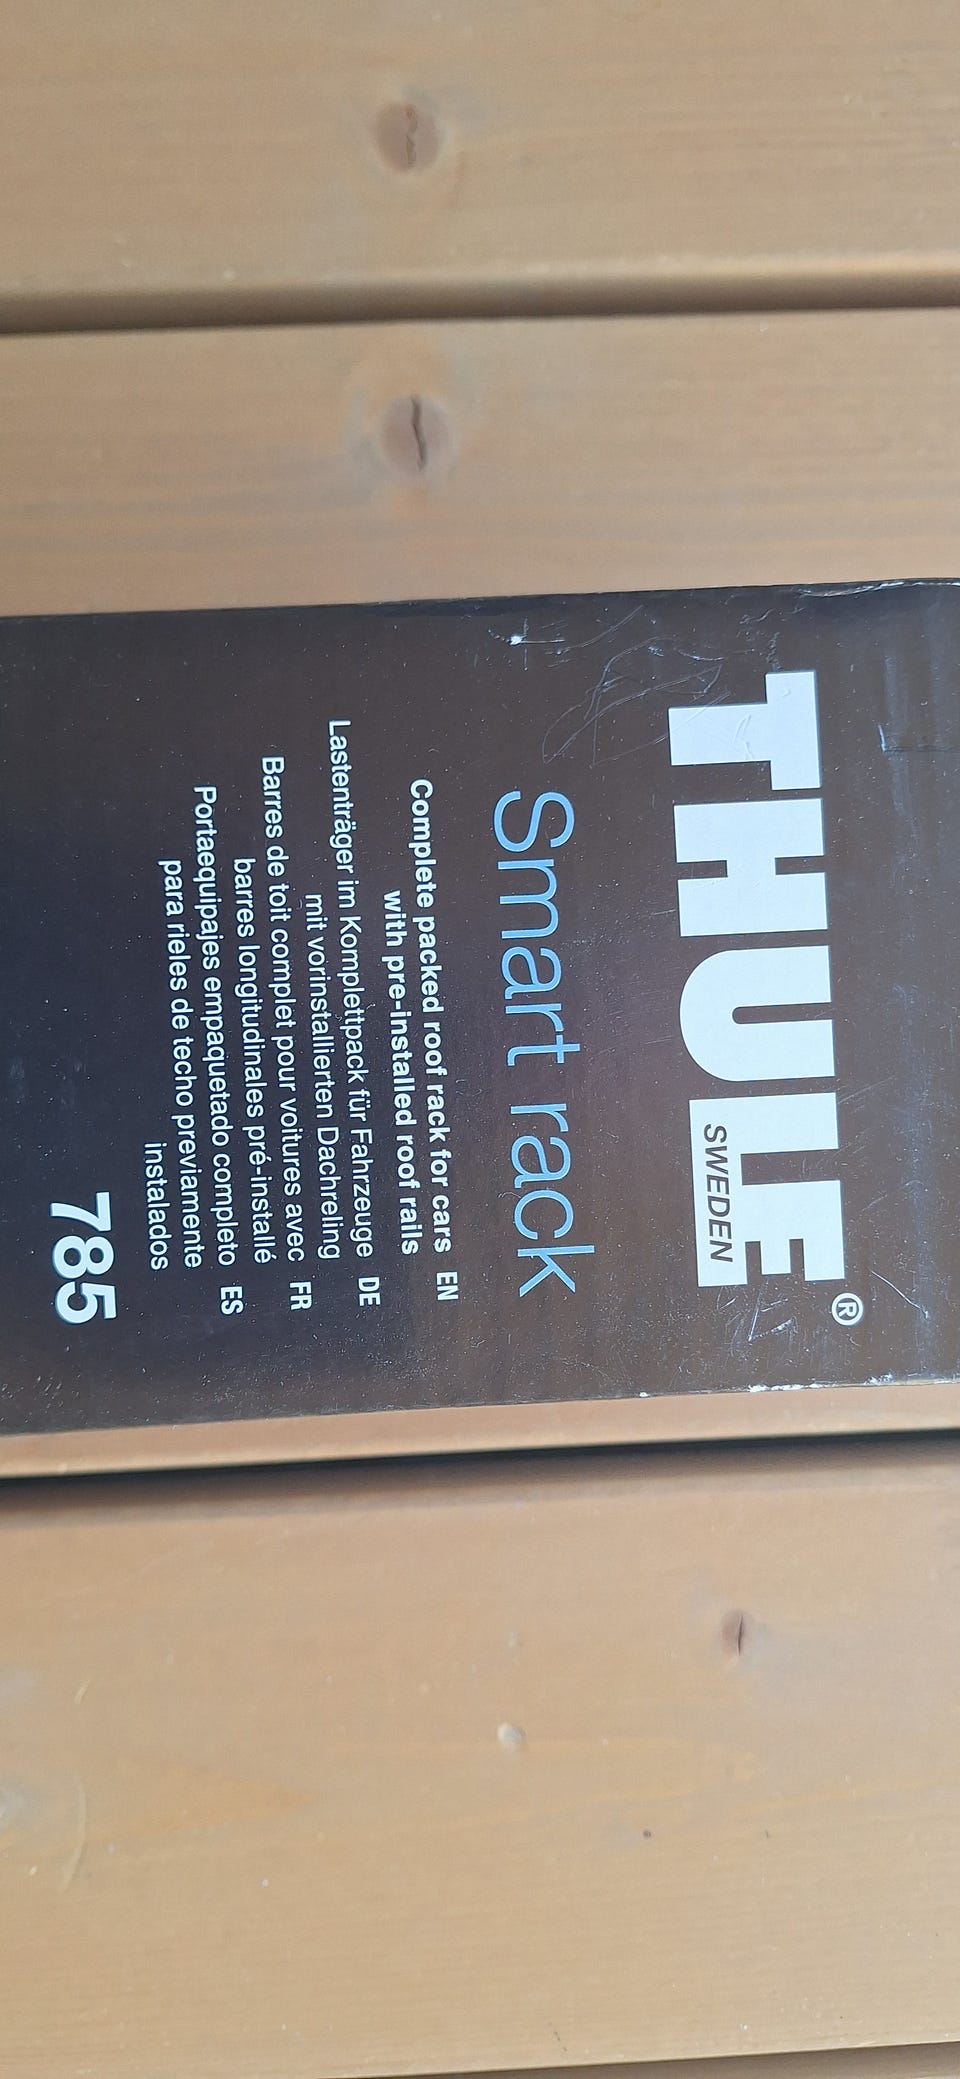 THULE®
SWEDEN
Smart rack
Complete packed roof rack for cars EN
with pre-installed roof rails
Lastenträger im Komplettpack für Fahrzeuge DE
mit vorinstallierten Dachreling
Barres de toit complet pour voitures avec FR
barres longitudinales pré-installé
Portaequipajes empaquetado completo ES
para rieles de techo previamente
instalados
785